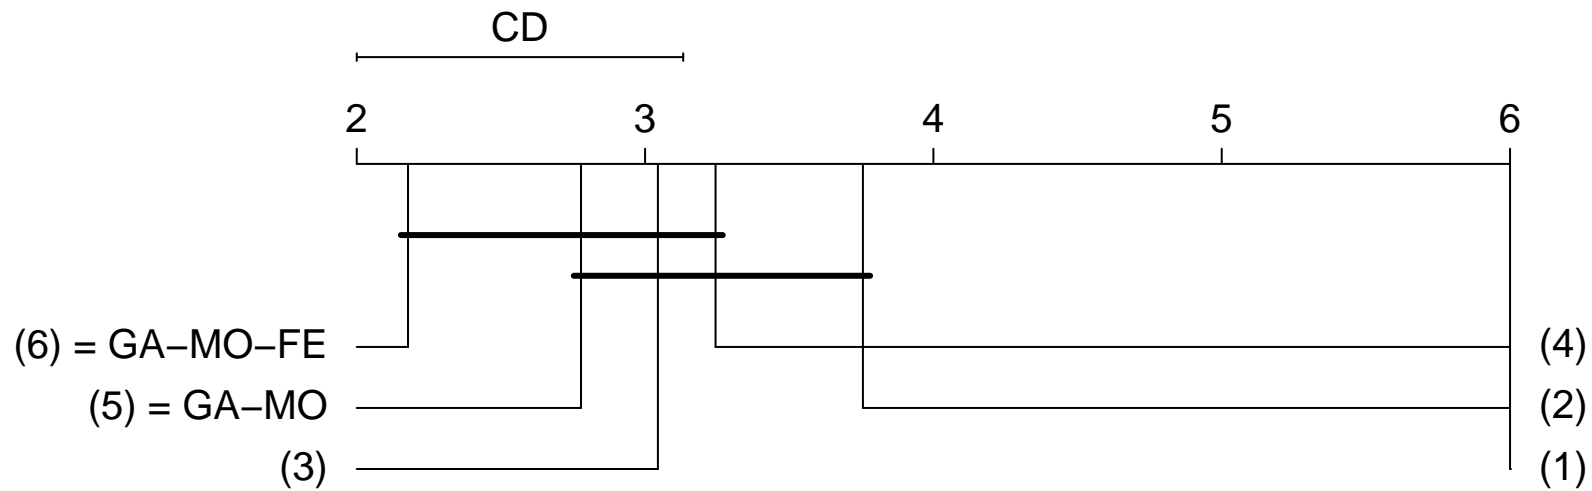 CD
2 3 4 5 6
(6) = GA−MO−FE (4)
(5) = GA−MO (2)
(3) (1)